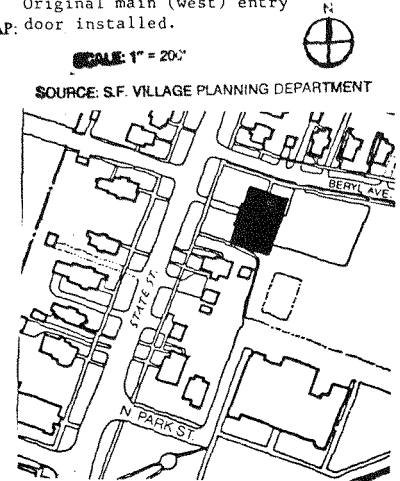 Original main (west) entry
AP: door installed.
N
SCALE: 1" = 200'
SOURCE: S.F. VILLAGE PLANNING DEPARTMENT
BERYL AVE.
STATE ST.
N. PARK ST.